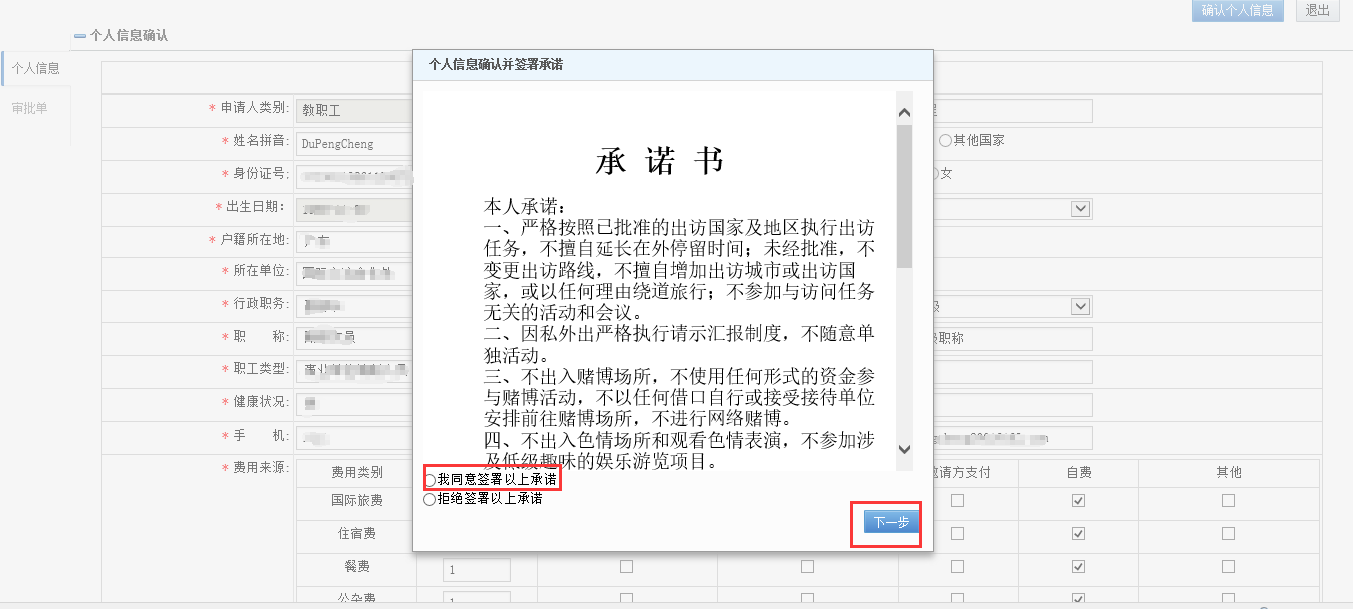 确认个人信息 退出
个人信息确认
个人信息
审批单
个人信息确认并签署承诺
* 申请人类别: 教职工
* 姓名拼音: DuPengCheng 其他国家
* 身份证号: 女
* 出生日期:
* 户籍所在地:
* 所在单位:
* 行政职务:
* 职 称: 职称
* 职工类型:
* 健康状况:
* 手 机:
* 费用来源: 费用类别 邀请方支付 自费 其他
国际旅费
住宿费
餐费 1
公杂费 1
承 诺 书
本人承诺：
一、严格按照已批准的出访国家及地区执行出访
任务，不擅自延长在外停留时间；未经批准，不
变更出访路线，不擅自增加出访城市或出访国
家，或以任何理由绕道旅行；不参加与访问任务
无关的活动和会议。
二、因私外出严格执行请示汇报制度，不随意单
独活动。
三、不出入赌博场所，不使用任何形式的资金参
与赌博活动，不以任何借口自行或接受接待单位
安排前往赌博场所，不进行网络赌博。
四、不出入色情场所和观看色情表演，不参加涉
及低级趣味的娱乐游览项目。
我同意签署以上承诺
拒绝签署以上承诺
下一步